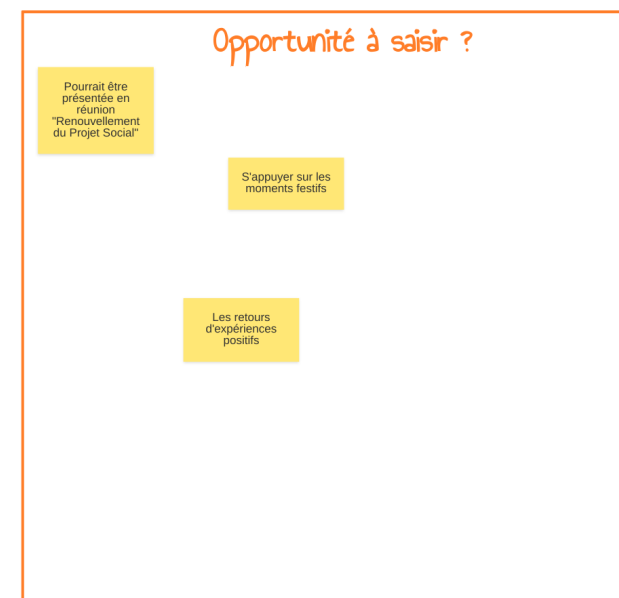 Opportunité à saisir ?
Pourrait être
présentée en
réunion
"Renouvellement
du Projet Social"
S'appuyer sur les
moments festifs
Les retours
d'expériences
positifs